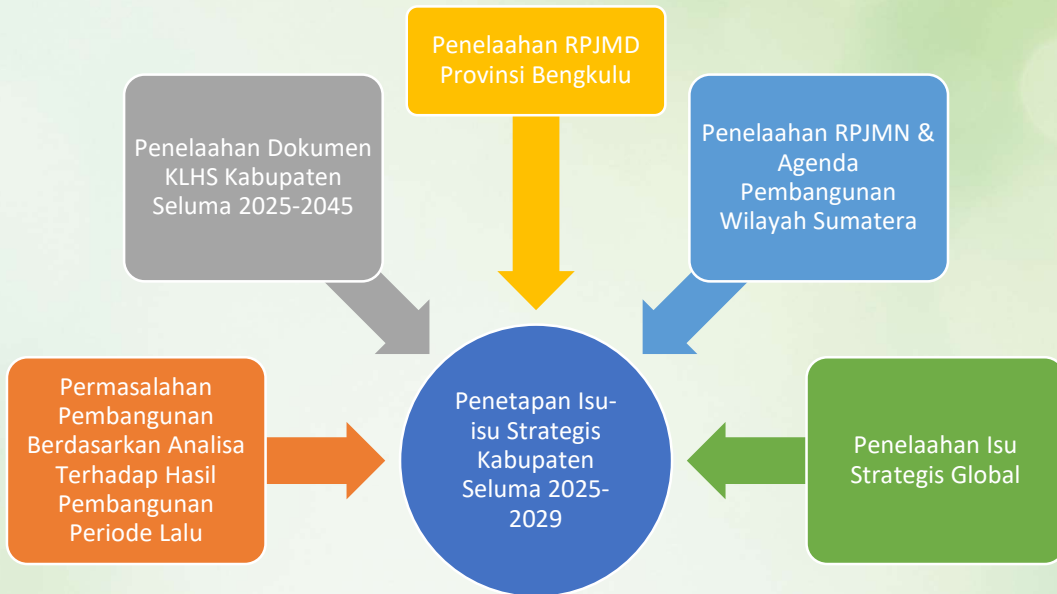 Penelaahan RPJMD
Provinsi Bengkulu
Penelaahan Dokumen
KLHS Kabupaten
Seluma 2025-2045
Penelaahan RPJMN &
Agenda
Pembangunan
Wilayah Sumatera
Permasalahan
Pembangunan
Berdasarkan Analisa
Terhadap Hasil
Pembangunan
Periode Lalu
Penetapan Isu-
isu Strategis
Kabupaten
Seluma 2025-
2029
Penelaahan Isu
Strategis Global